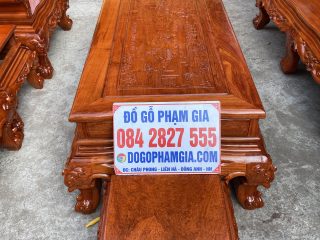 ĐỒ GỖ PHẠM GIA
084 2827 555
DOGOPHAMGIA.COM
ĐC: CHÂU PHONG - LIÊN HÀ - ĐÔNG ANH - HN